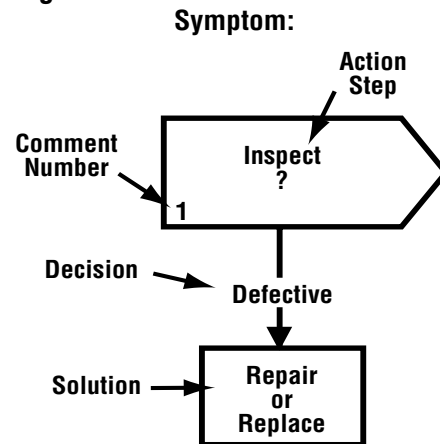 Symptom:
Action
Step
Comment
Number
Inspect
?
1
Decision
Defective
Solution
Repair
or
Replace